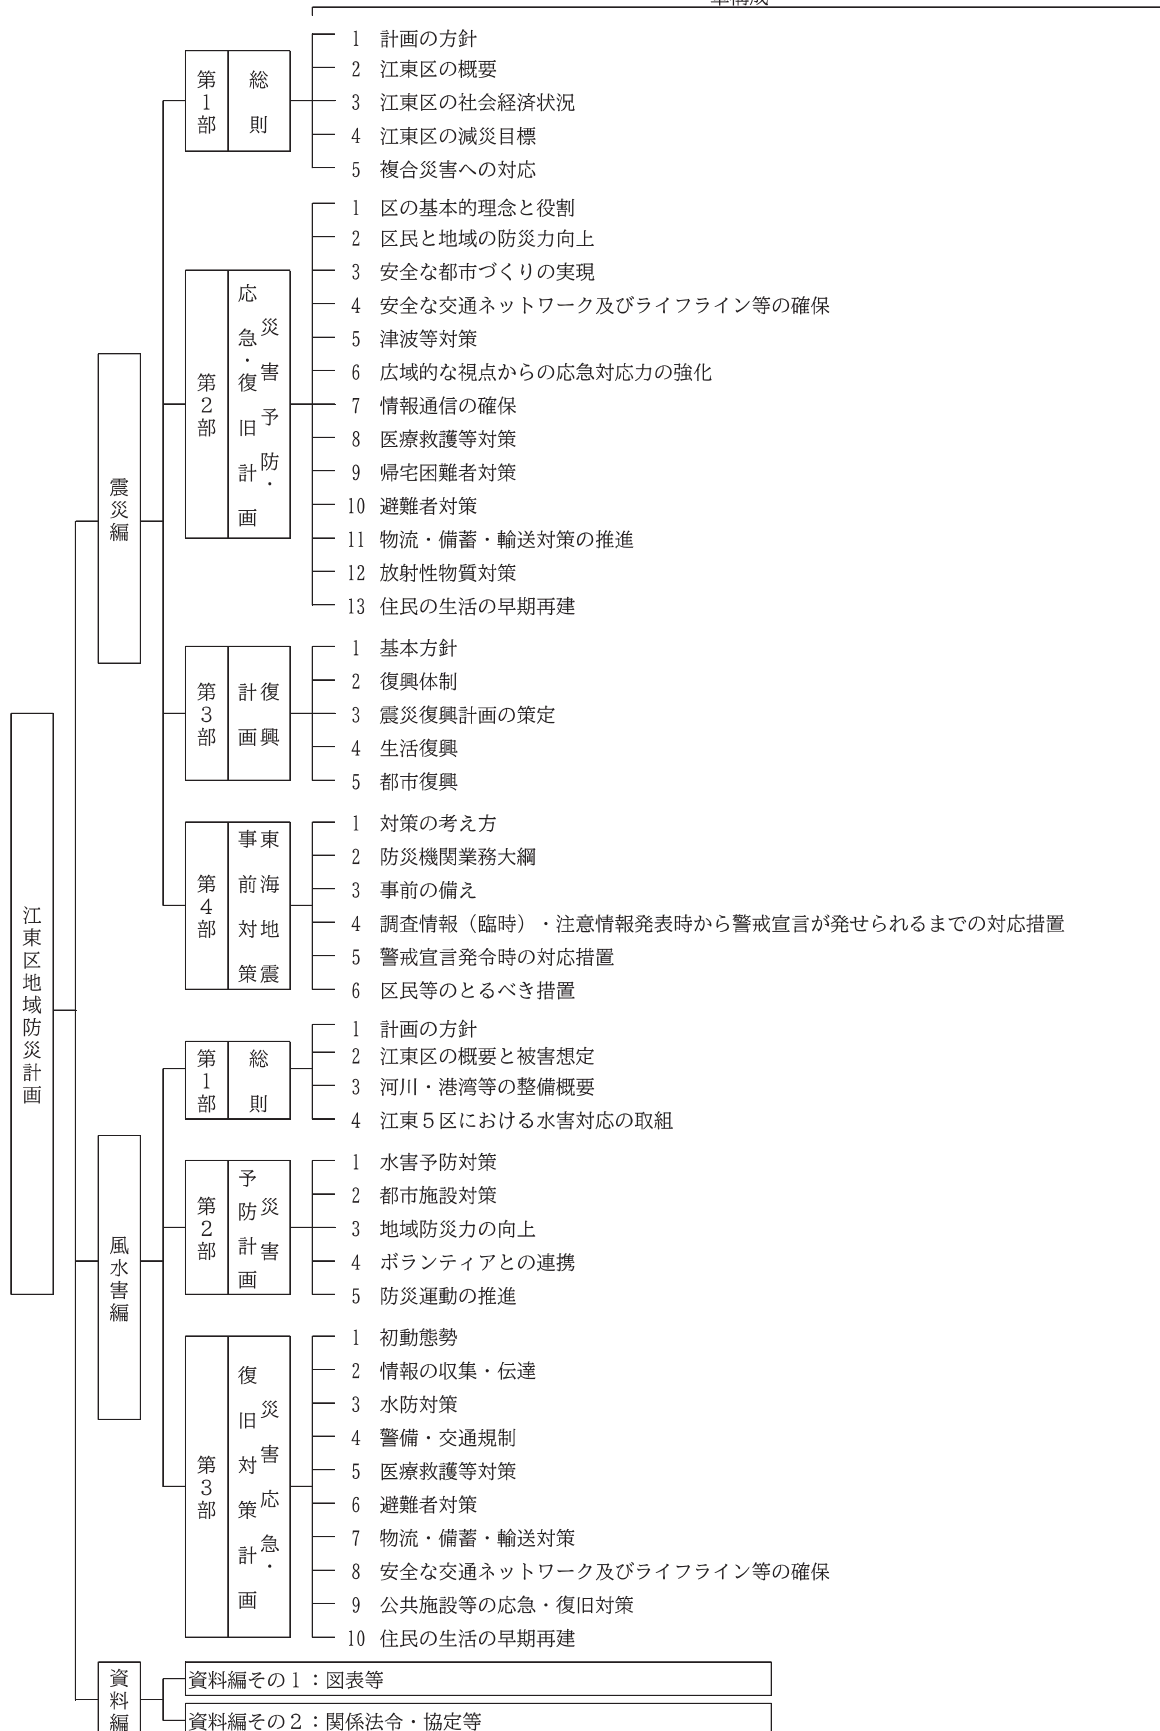 章構成
江東区地域防災計画
震災編
第1部
総則
1 計画の方針
2 江東区の概要
3 江東区の社会経済状況
4 江東区の減災目標
5 複合災害への対応
第2部
災害予防・
応急・復旧計画
1 区の基本的理念と役割
2 区民と地域の防災力向上
3 安全な都市づくりの実現
4 安全な交通ネットワーク及びライフライン等の確保
5 津波等対策
6 広域的な視点からの応急対応力の強化
7 情報通信の確保
8 医療救護等対策
9 帰宅困難者対策
10 避難者対策
11 物流・備蓄・輸送対策の推進
12 放射性物質対策
13 住民の生活の早期再建
第3部
復興
計画
1 基本方針
2 復興体制
3 震災復興計画の策定
4 生活復興
5 都市復興
第4部
東海地震
事前対策
1 対策の考え方
2 防災機関業務大綱
3 事前の備え
4 調査情報（臨時）・注意情報発表時から警戒宣言が発せられるまでの対応措置
5 警戒宣言発令時の対応措置
6 区民等のとるべき措置
風水害編
第1部
総則
1 計画の方針
2 江東区の概要と被害想定
3 河川・港湾等の整備概要
4 江東５区における水害対応の取組
第2部
災害
予防計画
1 水害予防対策
2 都市施設対策
3 地域防災力の向上
4 ボランティアとの連携
5 防災運動の推進
第3部
災害応急・
復旧対策計画
1 初動態勢
2 情報の収集・伝達
3 水防対策
4 警備・交通規制
5 医療救護等対策
6 避難者対策
7 物流・備蓄・輸送対策
8 安全な交通ネットワーク及びライフライン等の確保
9 公共施設等の応急・復旧対策
10 住民の生活の早期再建
資料編
資料編その１：図表等
資料編その２：関係法令・協定等